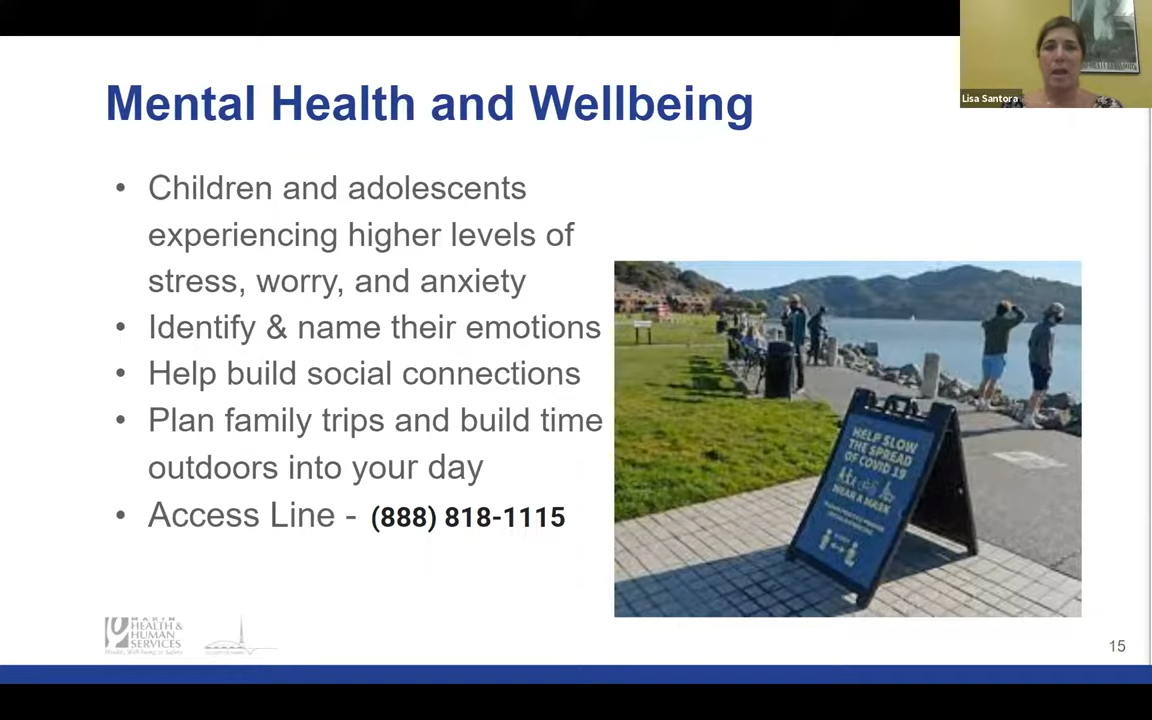 Lisa Santora
Mental Health and Wellbeing
• Children and adolescents
experiencing higher levels of
stress, worry, and anxiety
• Identify & name their emotions
• Help build social connections
• Plan family trips and build time
outdoors into your day
• Access Line - (888) 818-1115
HELP SLOW
THE SPREAD
OF COVID 19
WEAR A MASK
MARIN
HEALTH &
HUMAN
SERVICES
15